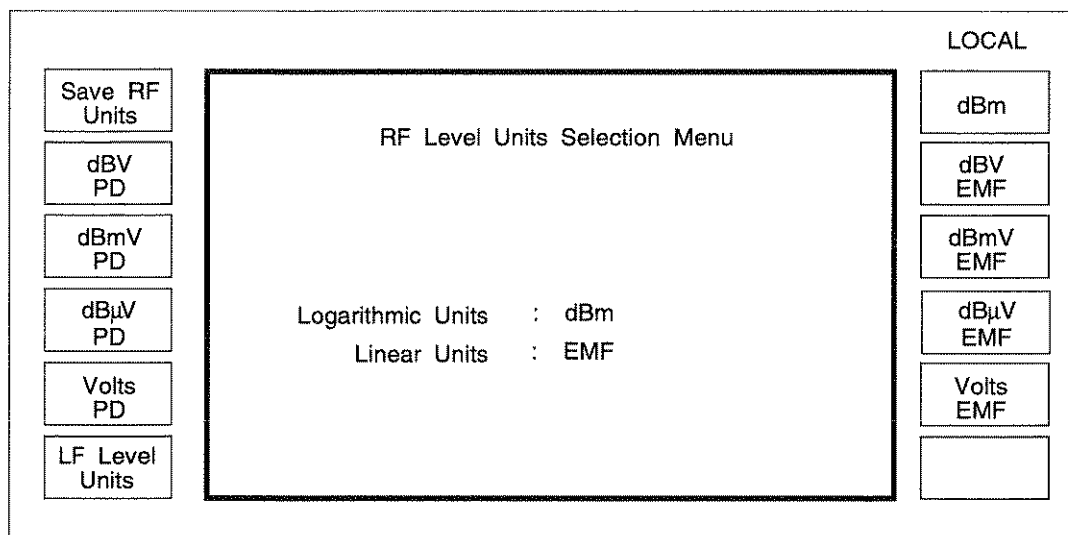 LOCAL
Save RF
Units
dBV
PD
dBmV
PD
dBµV
PD
Volts
PD
LF Level
Units
RF Level Units Selection Menu
Logarithmic Units : dBm
Linear Units : EMF
dBm
dBV
EMF
dBmV
EMF
dBµV
EMF
Volts
EMF